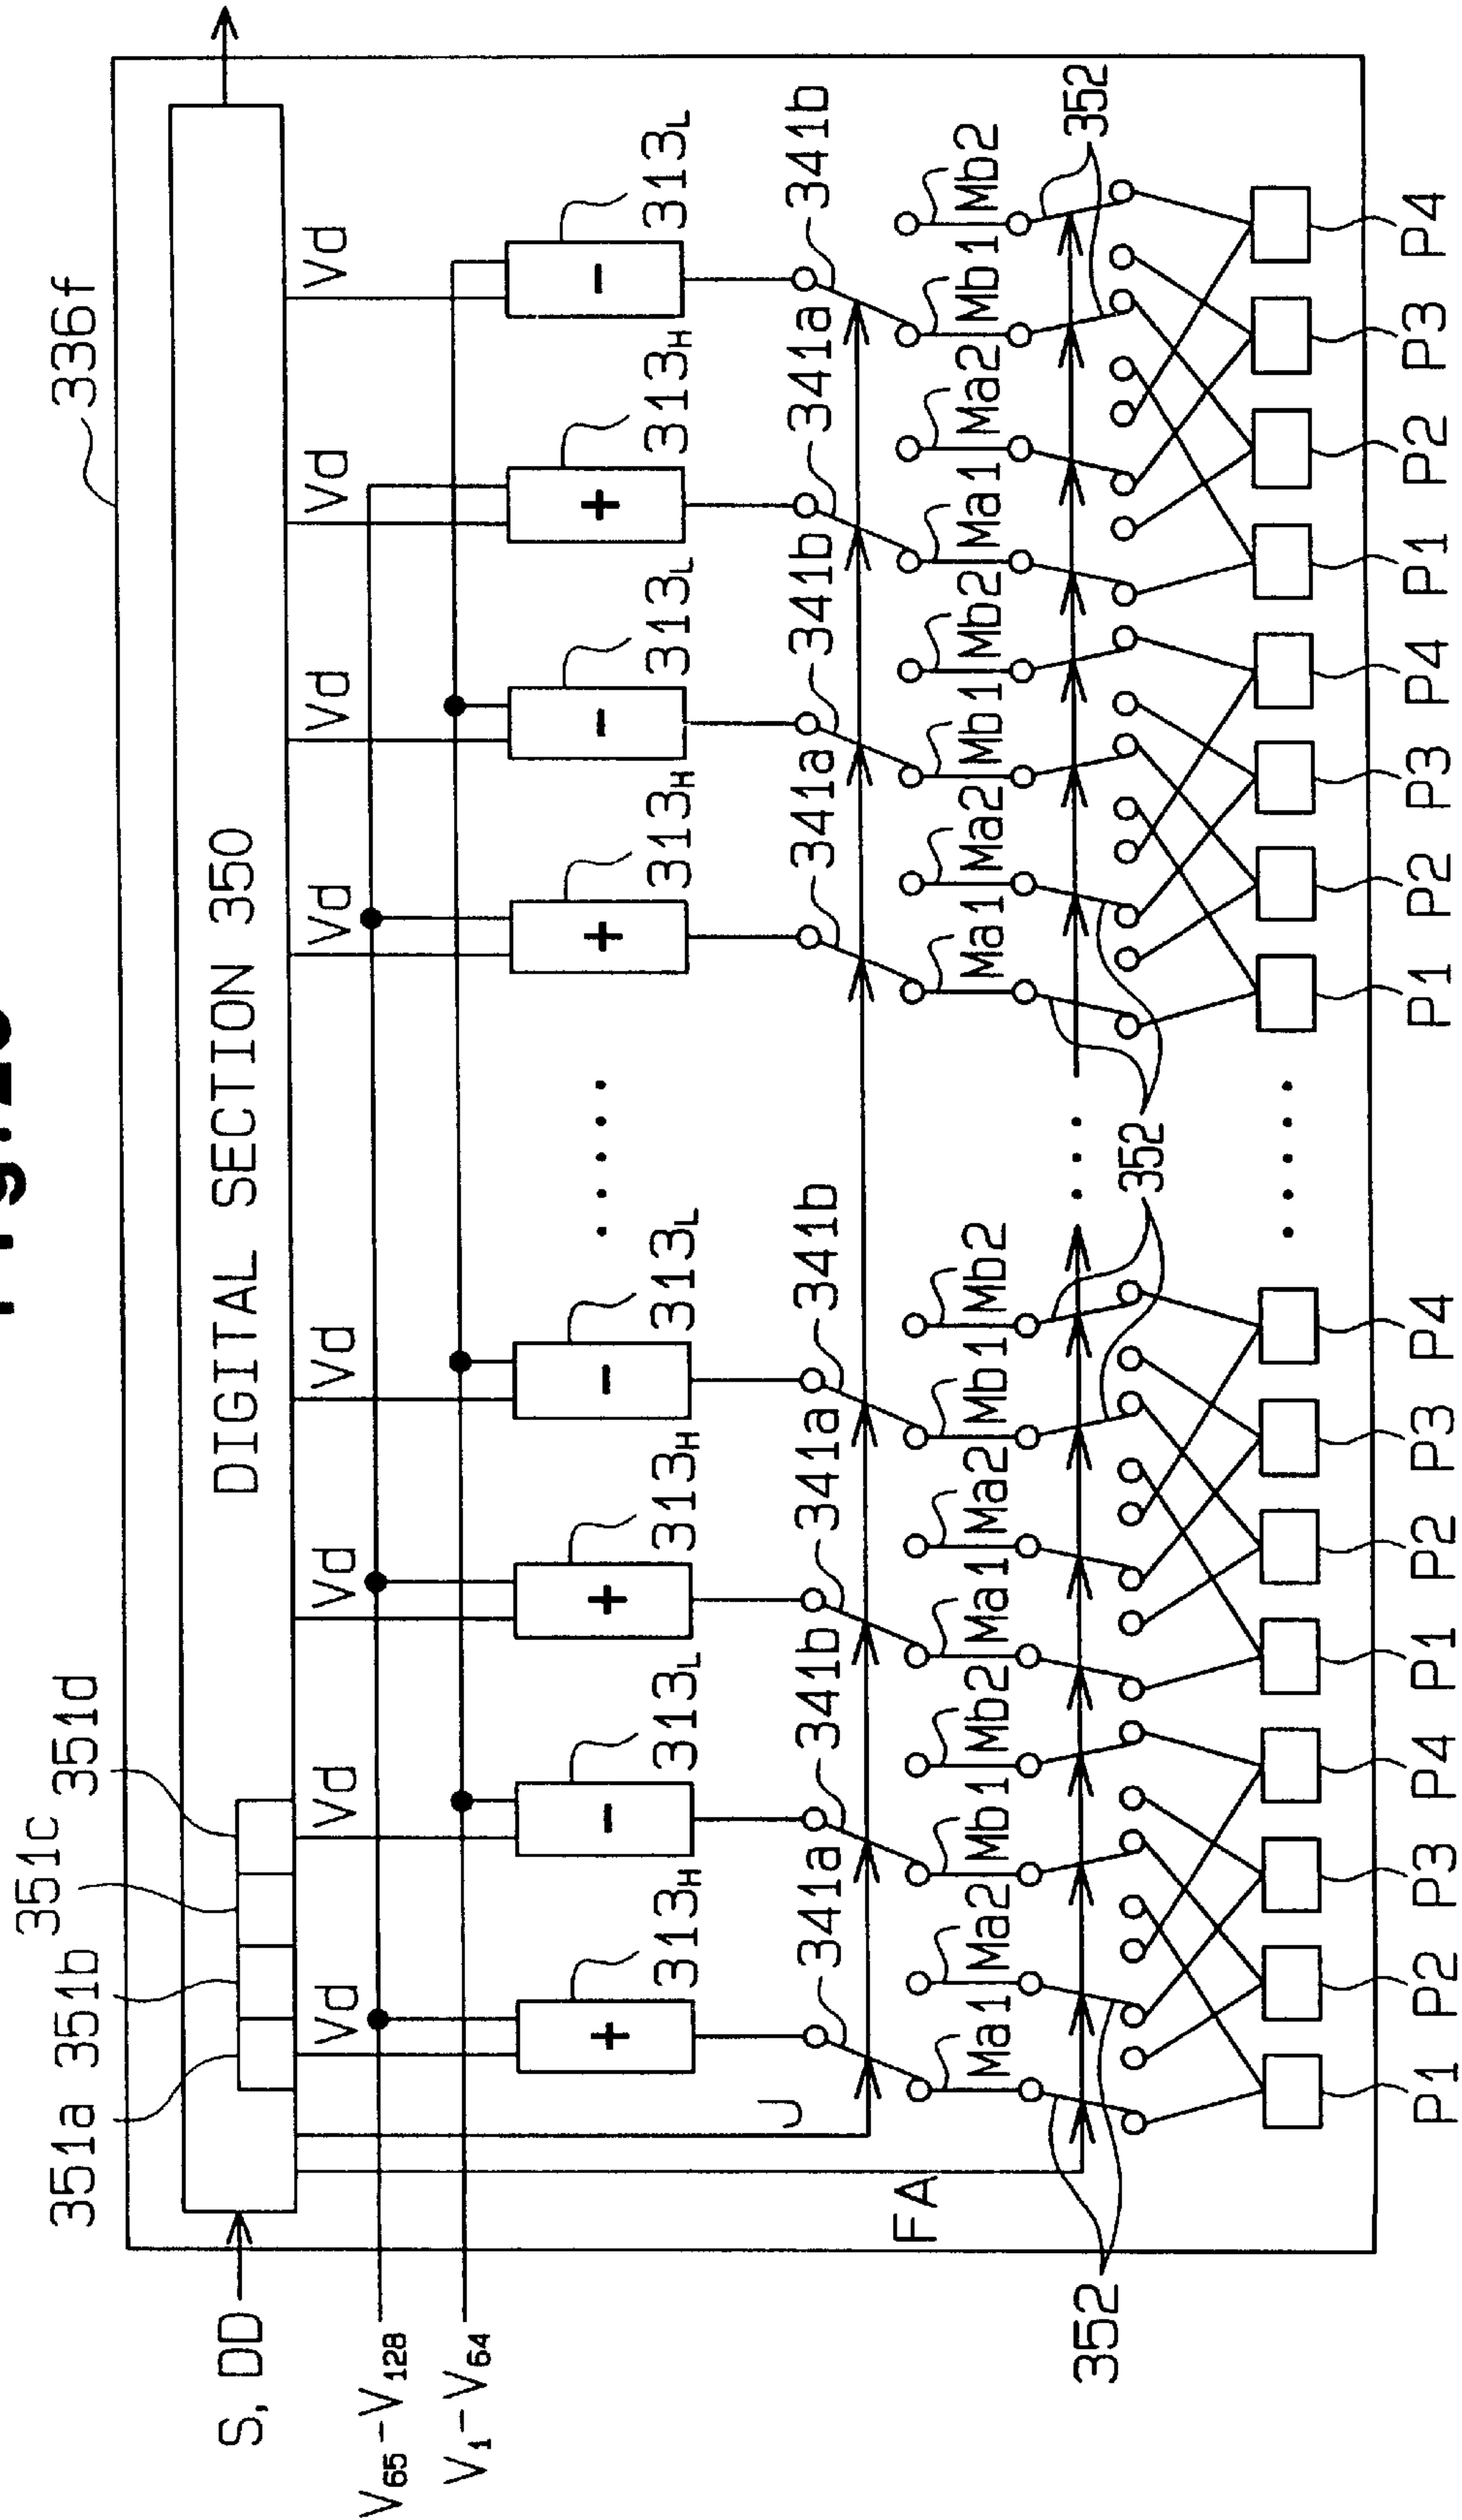 351c
351a 351b 351d 336f
S, DD DIGITAL SECTION 350
Vd Vd Vd Vd Vd Vd Vd Vd
V65-V128
V1-V64
313H 313L 313H 313L 313H 313L 313H 313L
J
341a 341b 341a 341b 341a 341b 341a 341b
FA
Ma1 Ma2 Mb1 Mb2 Ma1 Ma2 Mb1 Mb2 Ma1 Ma2 Mb1 Mb2 Ma1 Ma2 Mb1 Mb2
352 352 352
P1 P2 P3 P4 P1 P2 P3 P4 P1 P2 P3 P4 P1 P2 P3 P4